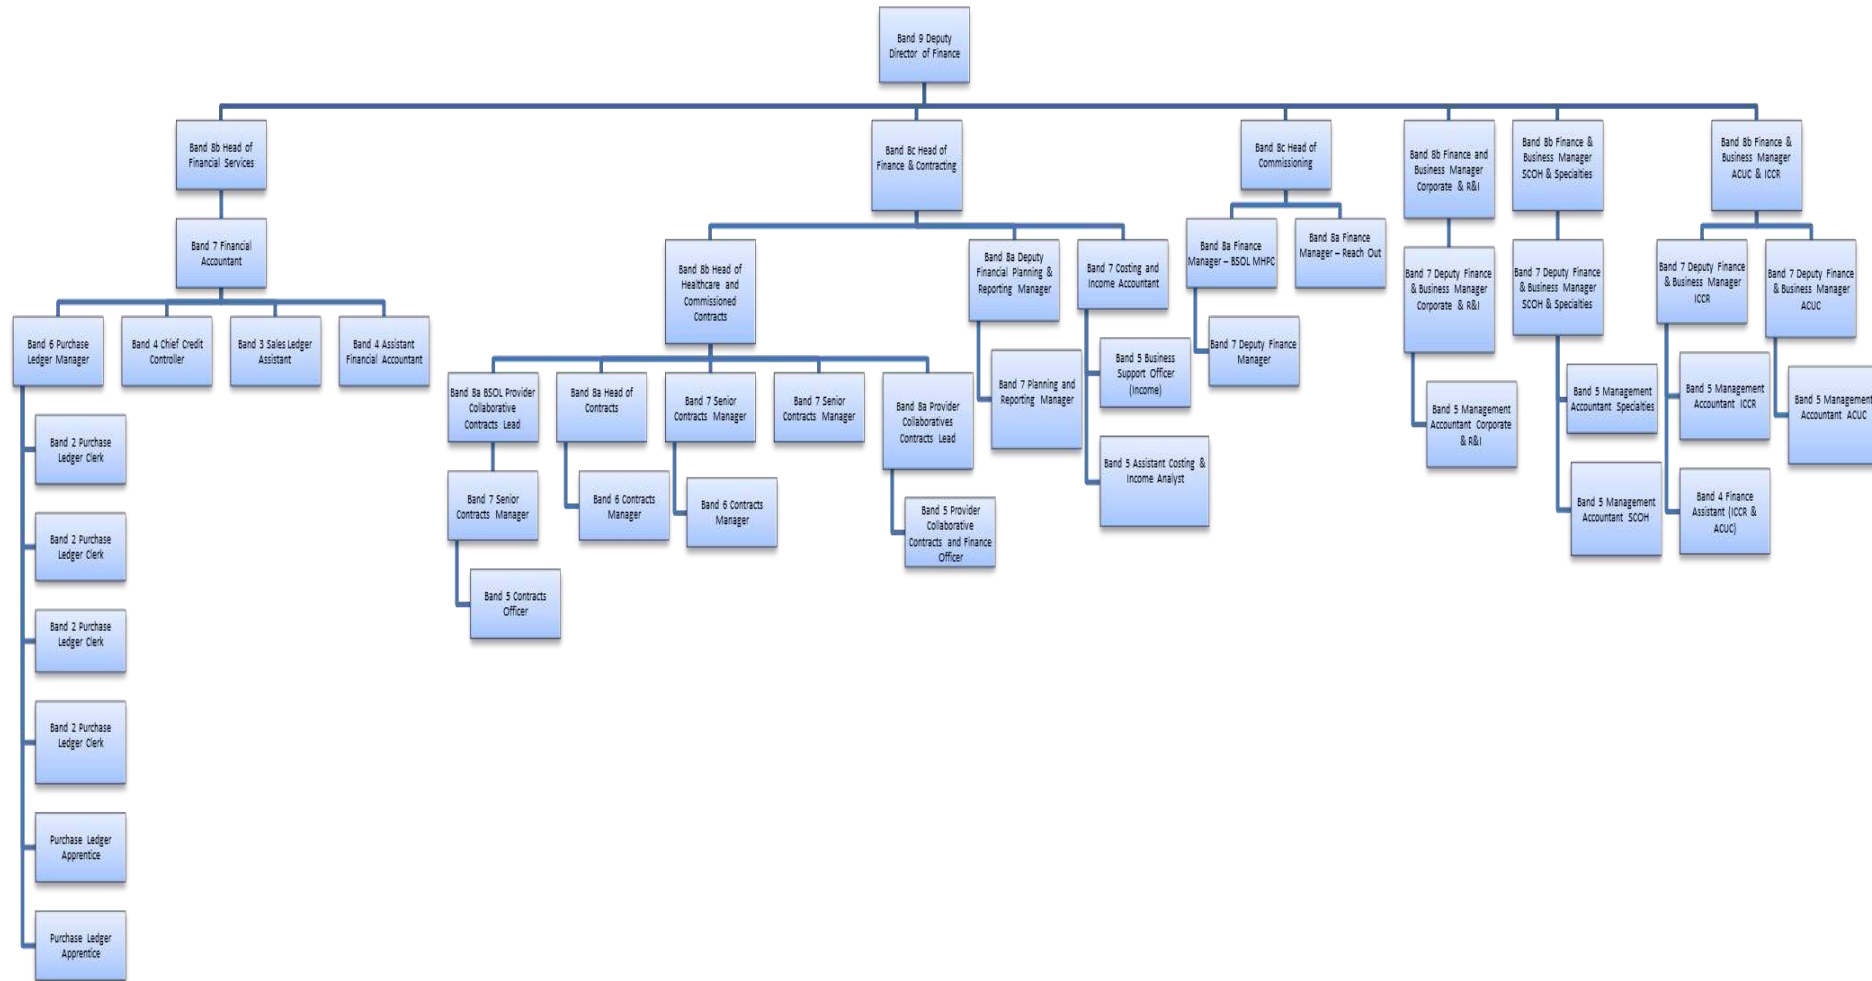 Band 9 Deputy
Director of Finance
Band 8b Head of
Financial Services
Band 8c Head of
Finance & Contracting
Band 8c Head of
Commissioning
Band 8b Finance and
Business Manager
Corporate & R&I
Band 8b Finance &
Business Manager
SCOH & Specialties
Band 8b Finance &
Business Manager
ACUC & ICCR
Band 7 Financial
Accountant
Band 6 Purchase
Ledger Manager
Band 4 Chief Credit
Controller
Band 3 Sales Ledger
Assistant
Band 4 Assistant
Financial Accountant
Band 2 Purchase
Ledger Clerk
Band 2 Purchase
Ledger Clerk
Band 2 Purchase
Ledger Clerk
Band 2 Purchase
Ledger Clerk
Purchase Ledger
Apprentice
Purchase Ledger
Apprentice
Band 8b Head of
Healthcare and
Commissioned
Contracts
Band 8a Deputy
Financial Planning &
Reporting Manager
Band 7 Costing and
Income Accountant
Band 8a BSOL Provider
Collaborative
Contracts Lead
Band 8a Head of
Contracts
Band 7 Senior
Contracts Manager
Band 7 Senior
Contracts Manager
Band 8a Provider
Collaboratives
Contracts Lead
Band 7 Senior
Contracts Manager
Band 6 Contracts
Manager
Band 6 Contracts
Manager
Band 5 Provider
Collaborative
Contracts and Finance
Officer
Band 5 Contracts
Officer
Band 7 Planning and
Reporting Manager
Band 5 Business
Support Officer
(Income)
Band 5 Assistant Costing &
Income Analyst
Band 8a Finance
Manager – BSOL MHPC
Band 8a Finance
Manager – Reach Out
Band 7 Deputy Finance
Manager
Band 7 Deputy Finance
& Business Manager
Corporate & R&I
Band 5 Management
Accountant Corporate
& R&I
Band 7 Deputy Finance
& Business Manager
SCOH & Specialties
Band 5 Management
Accountant Specialties
Band 5 Management
Accountant SCOH
Band 7 Deputy Finance
& Business Manager
ICCR
Band 7 Deputy Finance
& Business Manager
ACUC
Band 5 Management
Accountant ICCR
Band 4 Finance
Assistant (ICCR &
ACUC)
Band 5 Management
Accountant ACUC